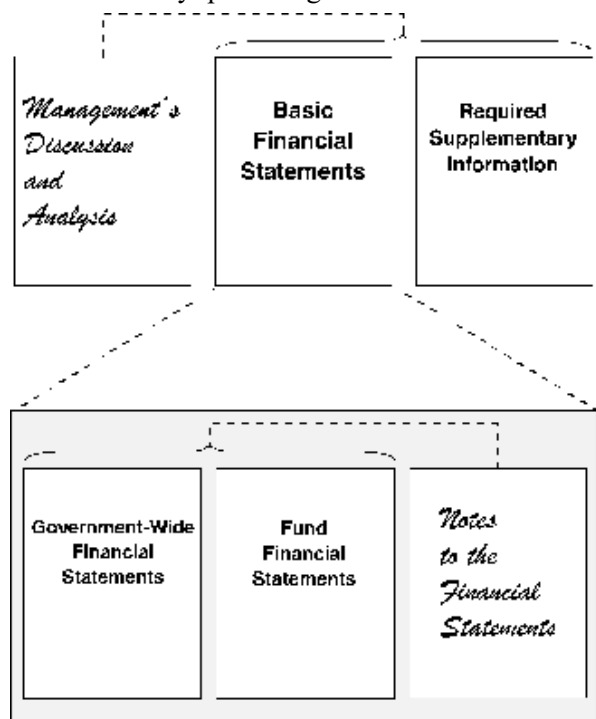 Management's
Discussion
and
Analysis
Basic
Financial
Statements
Required
Supplementary
Information
Government-Wide
Financial
Statements
Fund
Financial
Statements
Notes
to the
Financial
Statements